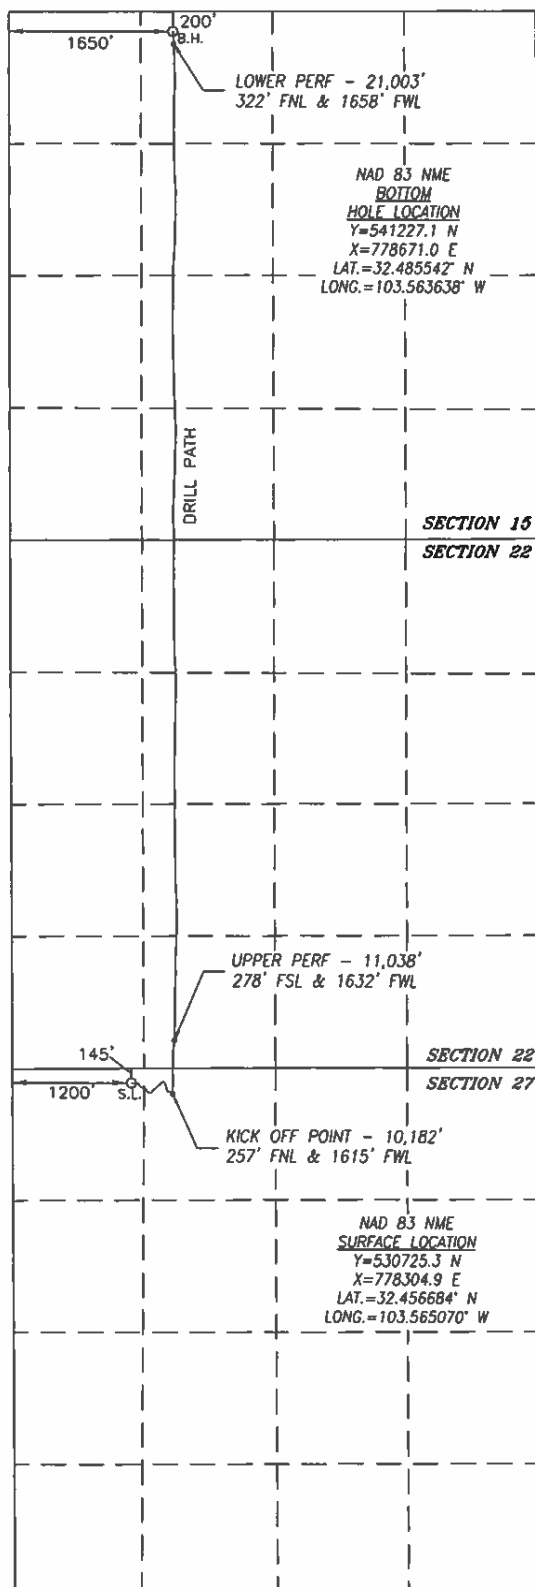 200'
1650'
B.H.
LOWER PERF - 21,003'
322' FNL & 1658' FWL
NAD 83 NME
BOTTOM
HOLE LOCATION
Y=541227.1 N
X=778671.0 E
LAT.=32.485542° N
LONG.=103.563638° W
DRILL PATH
SECTION 15
SECTION 22
UPPER PERF - 11,038'
278' FSL & 1632' FWL
145'
SECTION 22
SECTION 27
1200'
S.L.
KICK OFF POINT - 10,182'
257' FNL & 1615' FWL
NAD 83 NME
SURFACE LOCATION
Y=530725.3 N
X=778304.9 E
LAT.=32.456684° N
LONG.=103.565070° W